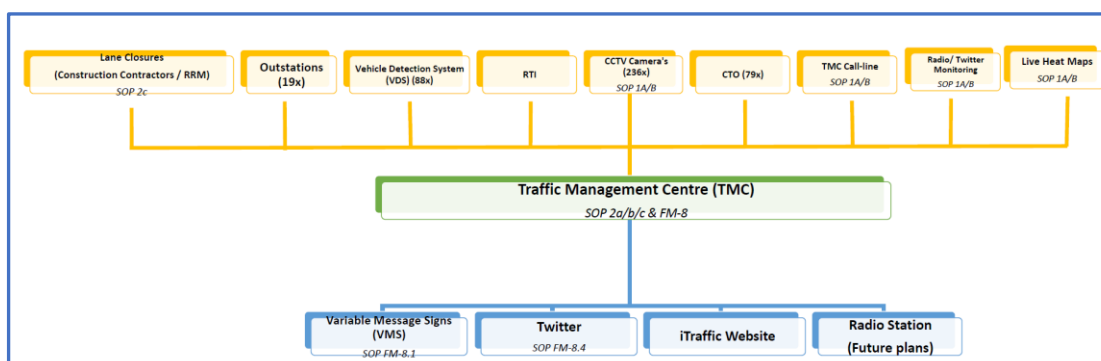 Lane Closures
(Construction Contractors / RRM)
SOP 2c
Outstations
(19x)
Vehicle Detection System
(VDS) (88x)
RTI
CCTV Camera's
(236x)
SOP 1A/B
CTO (79x)
TMC Call-line
SOP 1A/B
Radio/ Twitter
Monitoring
SOP 1A/B
Live Heat Maps
SOP 1A/B
Traffic Management Centre (TMC)
SOP 2a/b/c & FM-8
Variable Message Signs
(VMS)
SOP FM-8.1
Twitter
SOP FM-8.4
iTraffic Website
Radio Station
(Future plans)